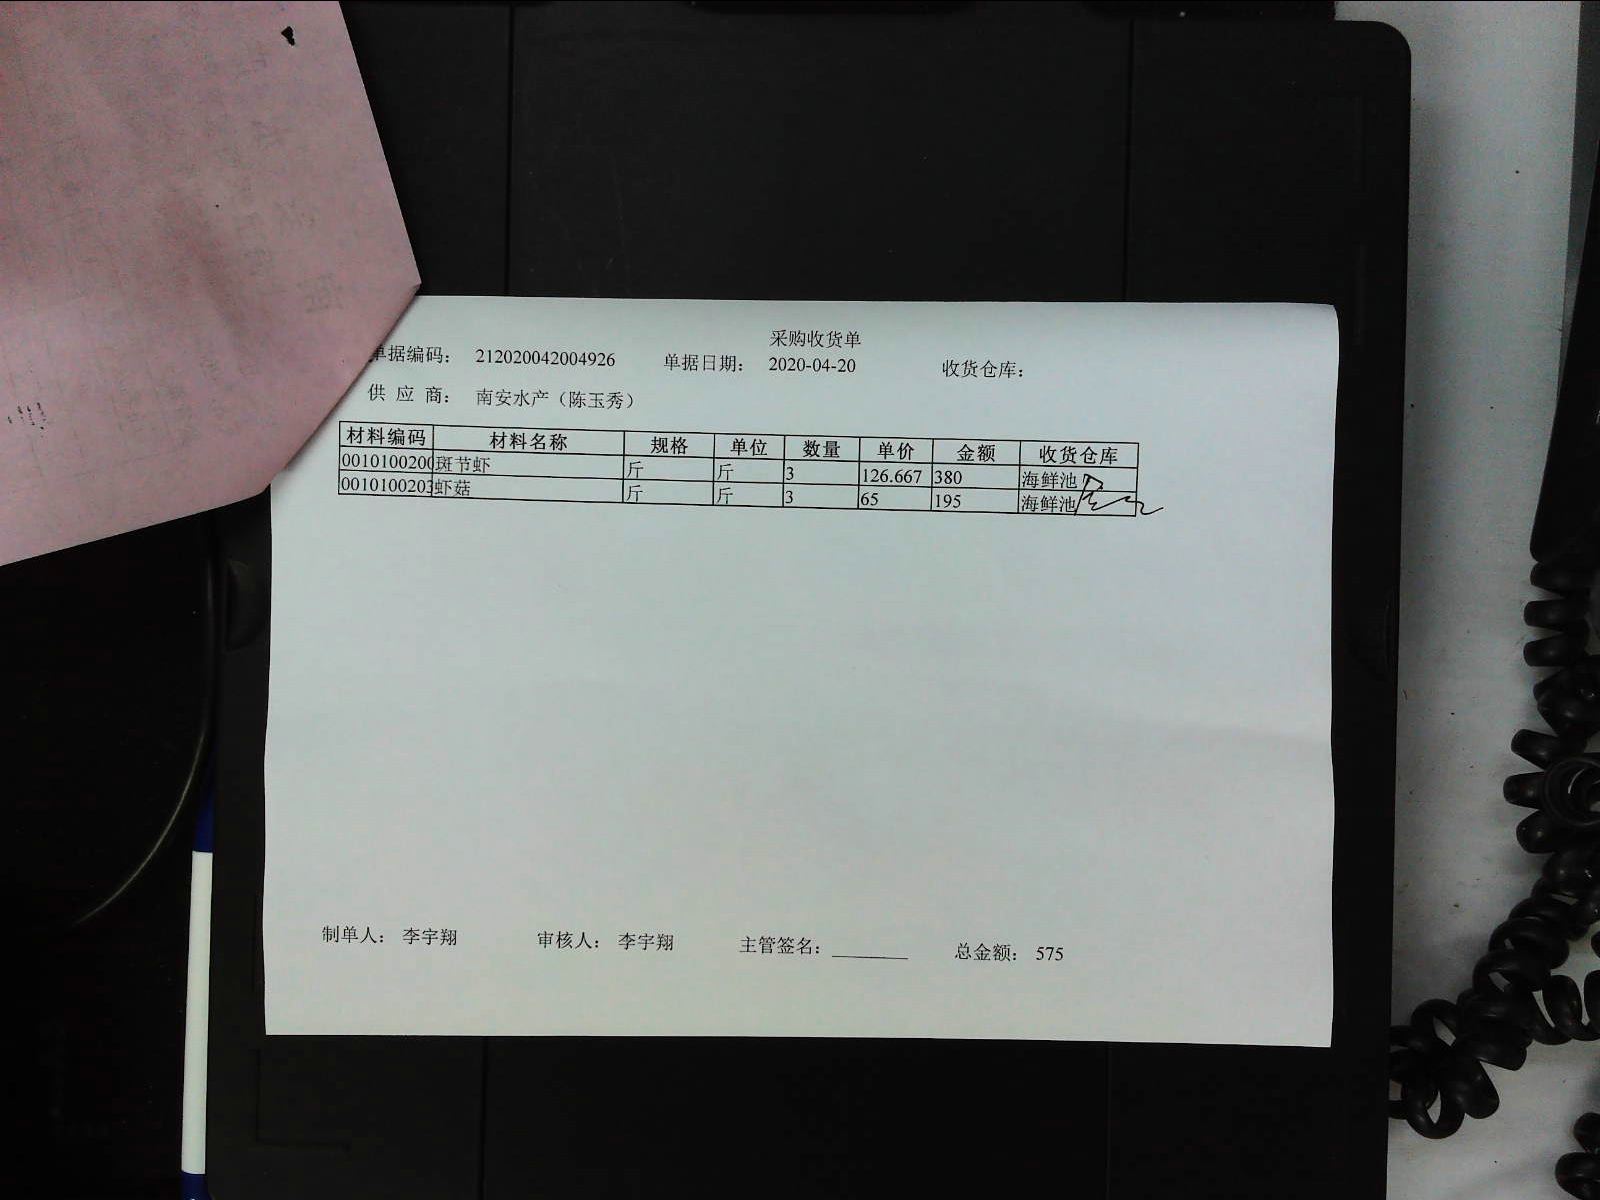 采购收货单
单据编码： 212020042004926 单据日期： 2020-04-20 收货仓库：
供 应 商： 南安水产（陈玉秀）
材料编码 材料名称 规格 单位 数量 单价 金额 收货仓库
0010100200 斑节虾 斤 斤 3 126.667 380 海鲜池
0010100203 虾菇 斤 斤 3 65 195 海鲜池
制单人： 李宇翔 审核人： 李宇翔 主管签名： 总金额： 575